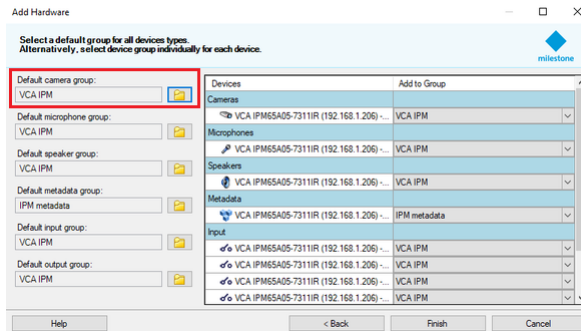 Add Hardware
Select a default group for all devices types.
Alternatively, select device group individually for each device.
milestone
Default camera group:
VCA IPM
Default microphone group:
VCA IPM
Default speaker group:
VCA IPM
Default metadata group:
IPM metadata
Default input group:
VCA IPM
Default output group:
VCA IPM
Devices Add to Group
Cameras
VCA IPM65A05-7311IR (192.168.1.206) -... VCA IPM
Microphones
VCA IPM65A05-7311IR (192.168.1.206) -... VCA IPM
Speakers
VCA IPM65A05-7311IR (192.168.1.206) -... VCA IPM
Metadata
VCA IPM65A05-7311IR (192.168.1.206) -... IPM metadata
Input
VCA IPM65A05-7311IR (192.168.1.206) -... VCA IPM
VCA IPM65A05-7311IR (192.168.1.206) -... VCA IPM
VCA IPM65A05-7311IR (192.168.1.206) -... VCA IPM
VCA IPM65A05-7311IR (192.168.1.206) -... VCA IPM
Help < Back Finish Cancel